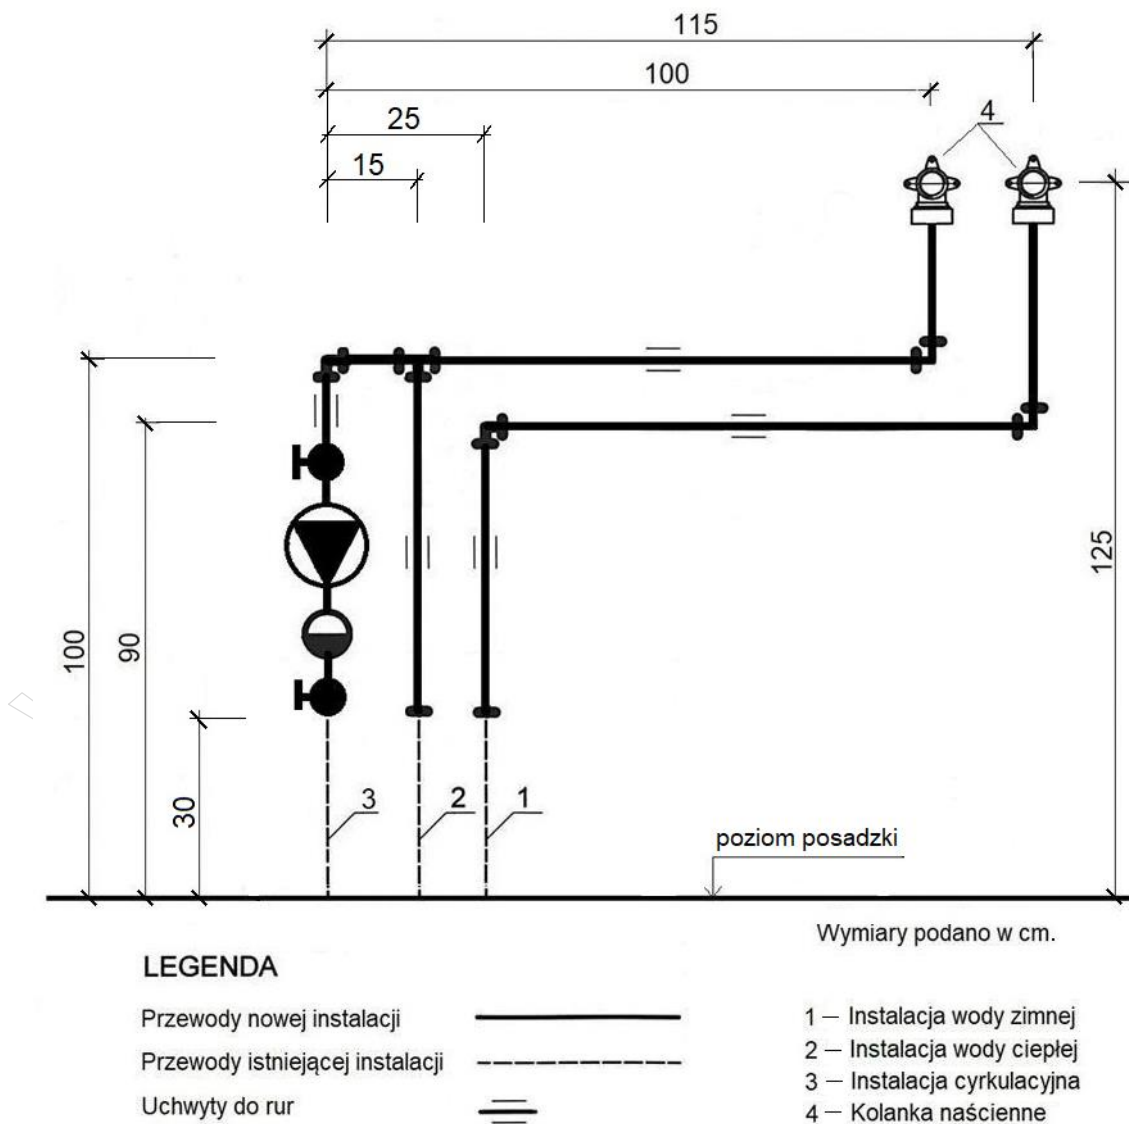 115
100
25
15
4
100
90
30
125
3
2
1
poziom posadzki
Wymiary podano w cm.
LEGENDA
Przewody nowej instalacji
Przewody istniejącej instalacji
Uchwyty do rur
1 – Instalacja wody zimnej
2 – Instalacja wody ciepłej
3 – Instalacja cyrkulacyjna
4 – Kolanka naścienne